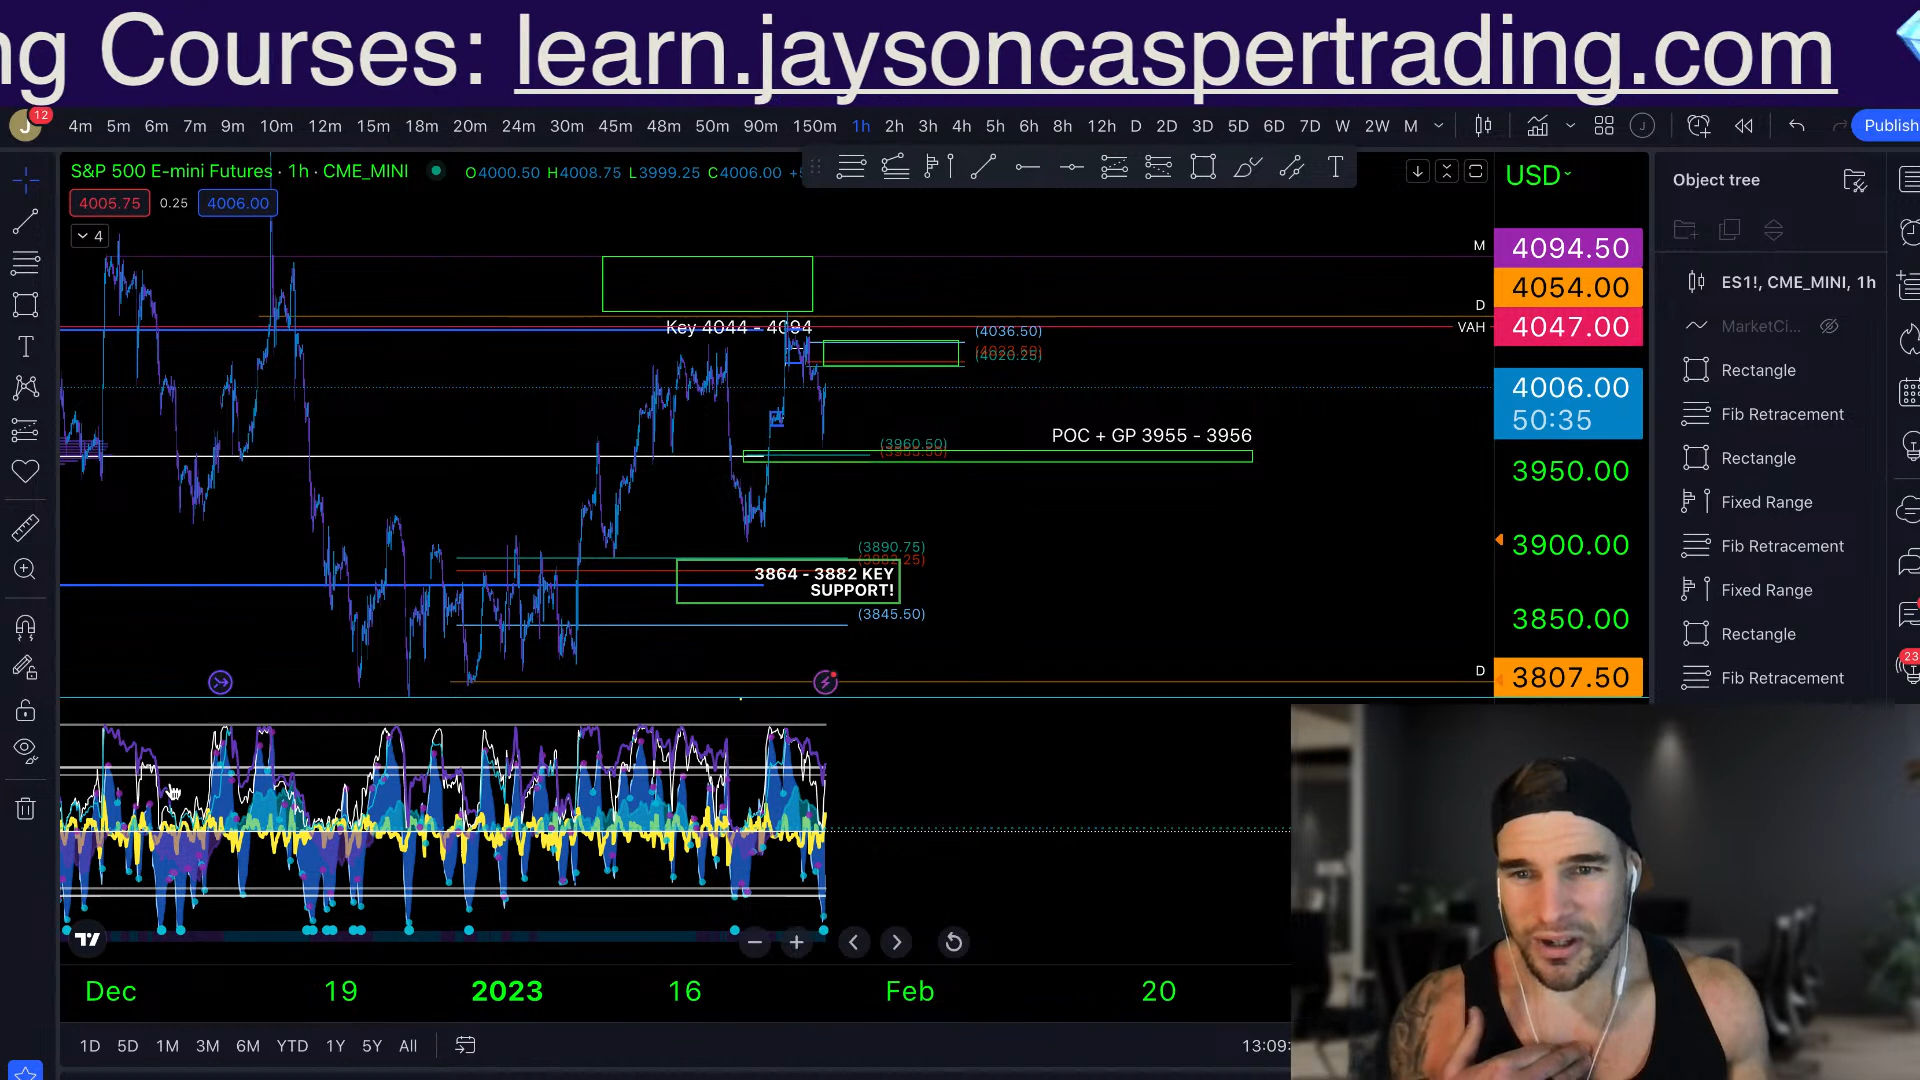 ng Courses: learn.jaysoncaspertrading.com
J 12 4m 5m 6m 7m 9m 10m 12m 15m 18m 20m 24m 30m 45m 48m 50m 90m 150m 1h 2h 3h 4h 5h 6h 8h 12h D 2D 3D 5D 6D 7D W 2W M J Publish
S&P 500 E-mini Futures · 1h · CME_MINI O4000.50 H4008.75 L3999.25 C4006.00 T USD
4005.75 0.25 4006.00
4
M 4094.50
D 4054.00
VAH 4047.00
Key 4044 - 4094
(4036.50)
(4020.25)
4006.00
50:35
POC + GP 3955 - 3956
(3960.50)
3950.00
(3890.75)
3900.00
3864 - 3882 KEY
SUPPORT!
(3845.50)
3850.00
D 3807.50
Dec 19 2023 16 Feb 20
1D 5D 1M 3M 6M YTD 1Y 5Y All 13:09:
Object tree
ES1!, CME_MINI, 1h
MarketCi...
Rectangle
Fib Retracement
Rectangle
Fixed Range
Fib Retracement
Fixed Range
Rectangle
Fib Retracement
23